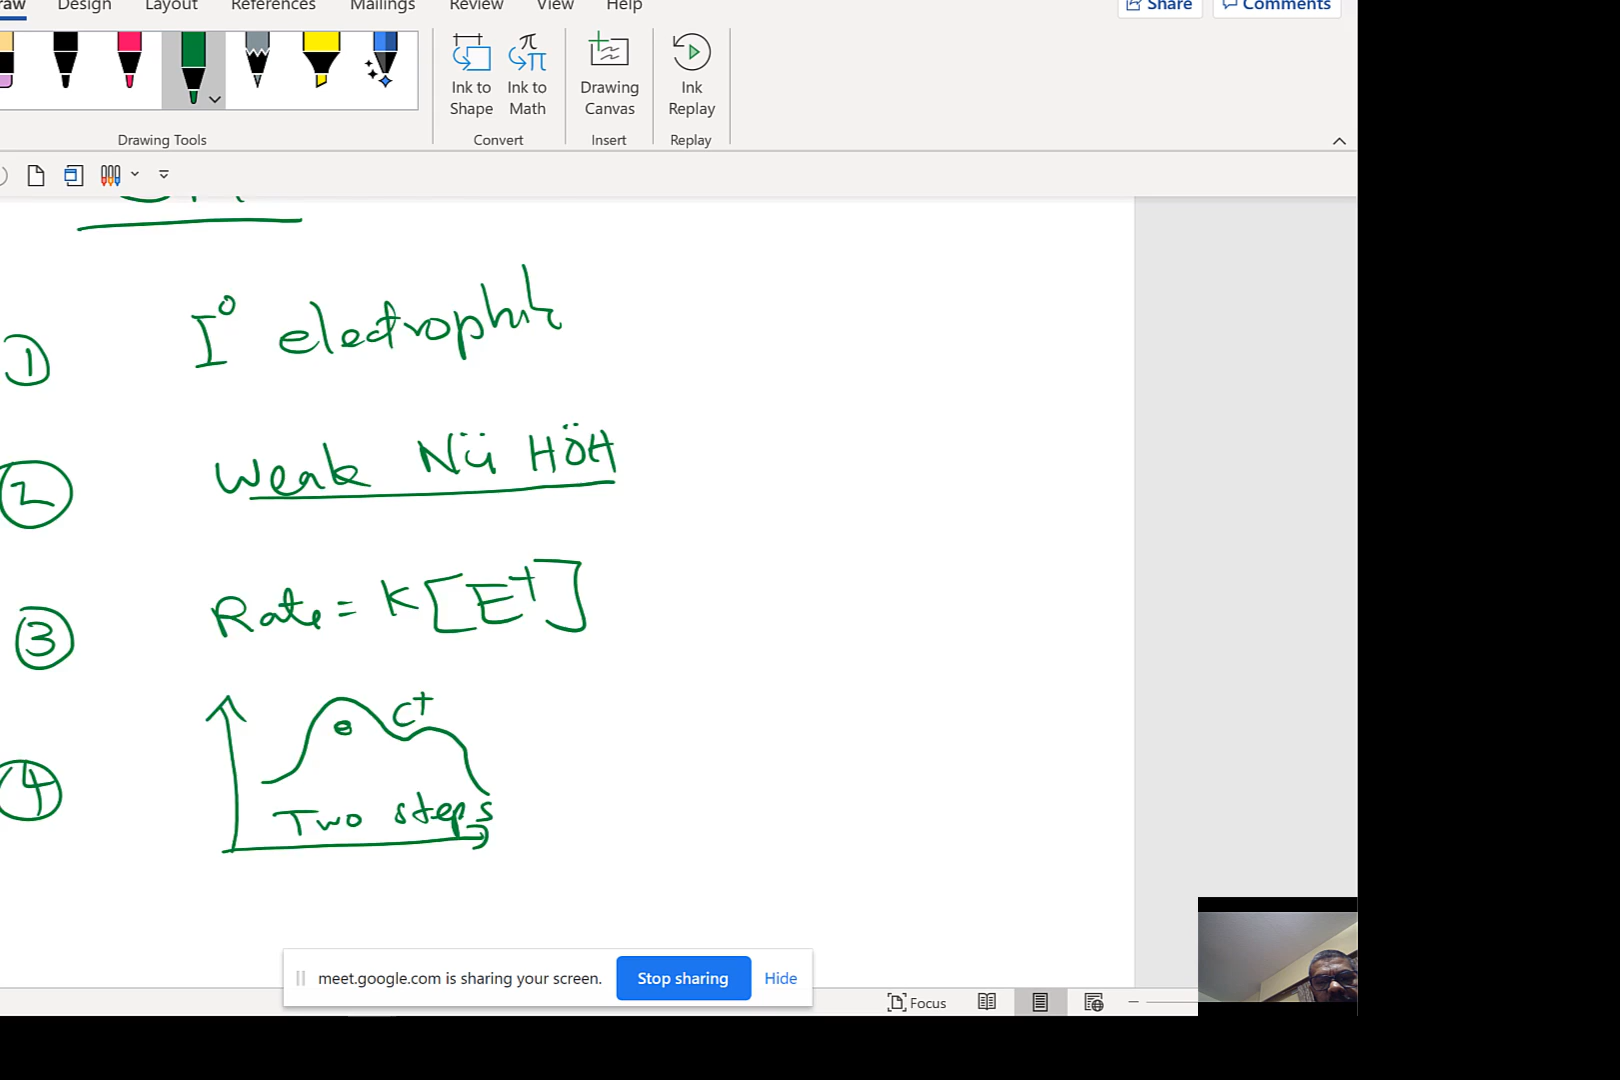 Design Layout References Mailings Review View Help Share Comments
Ink to Shape Ink to Math Drawing Canvas Ink Replay
Drawing Tools Convert Insert Replay
① I° electrophile
② Weak Nü HÖH
③ Rate = K [E⁺]
④ C⁺
Two steps
meet.google.com is sharing your screen. Stop sharing Hide
Focus